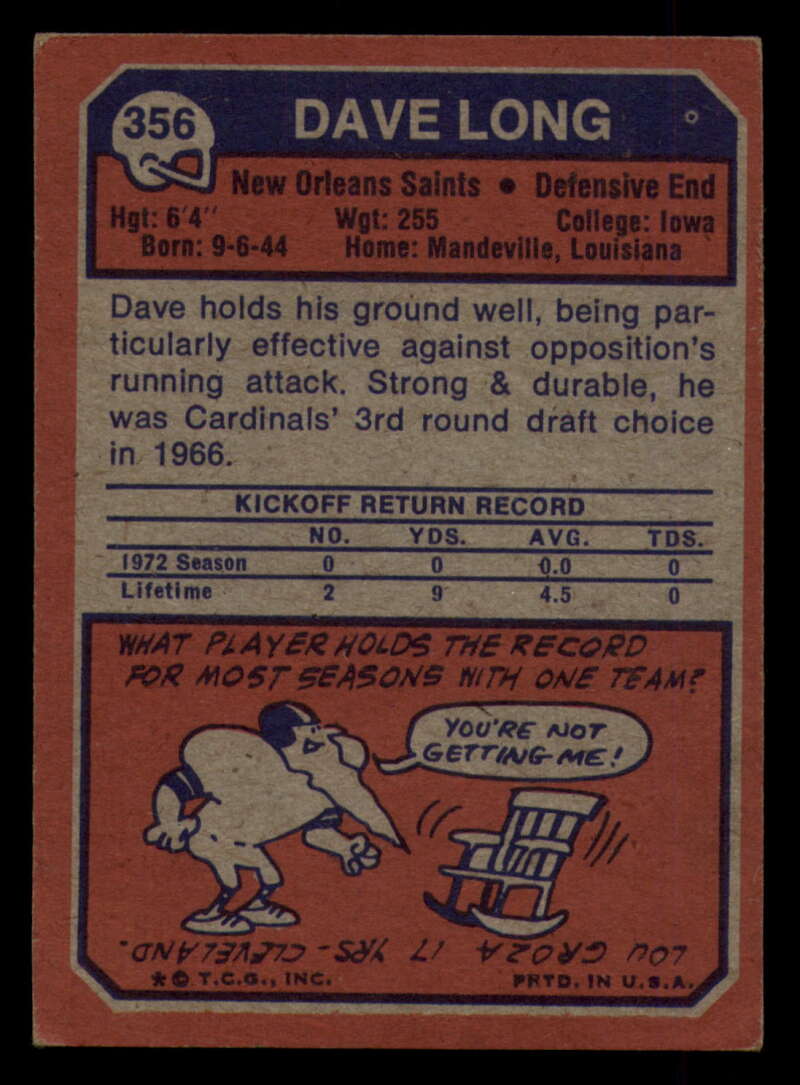 356
DAVE LONG
New Orleans Saints • Defensive End
Hgt: 6'4" Wgt: 255 College: Iowa
Born: 9-6-44 Home: Mandeville, Louisiana
Dave holds his ground well, being par-
ticularly effective against opposition's
running attack. Strong & durable, he
was Cardinals' 3rd round draft choice
in 1966.
KICKOFF RETURN RECORD
NO. YDS. AVG. TDS.
1972 Season 0 0 0.0 0
Lifetime 2 9 4.5 0
WHAT PLAYER HOLDS THE RECORD
FOR MOST SEASONS WITH ONE TEAM?
YOU'RE NOT
GETTING ME!
LOU GROZA 17 YRS - CLEVELAND.
* © T.C.G., INC. PRTD. IN U.S.A.